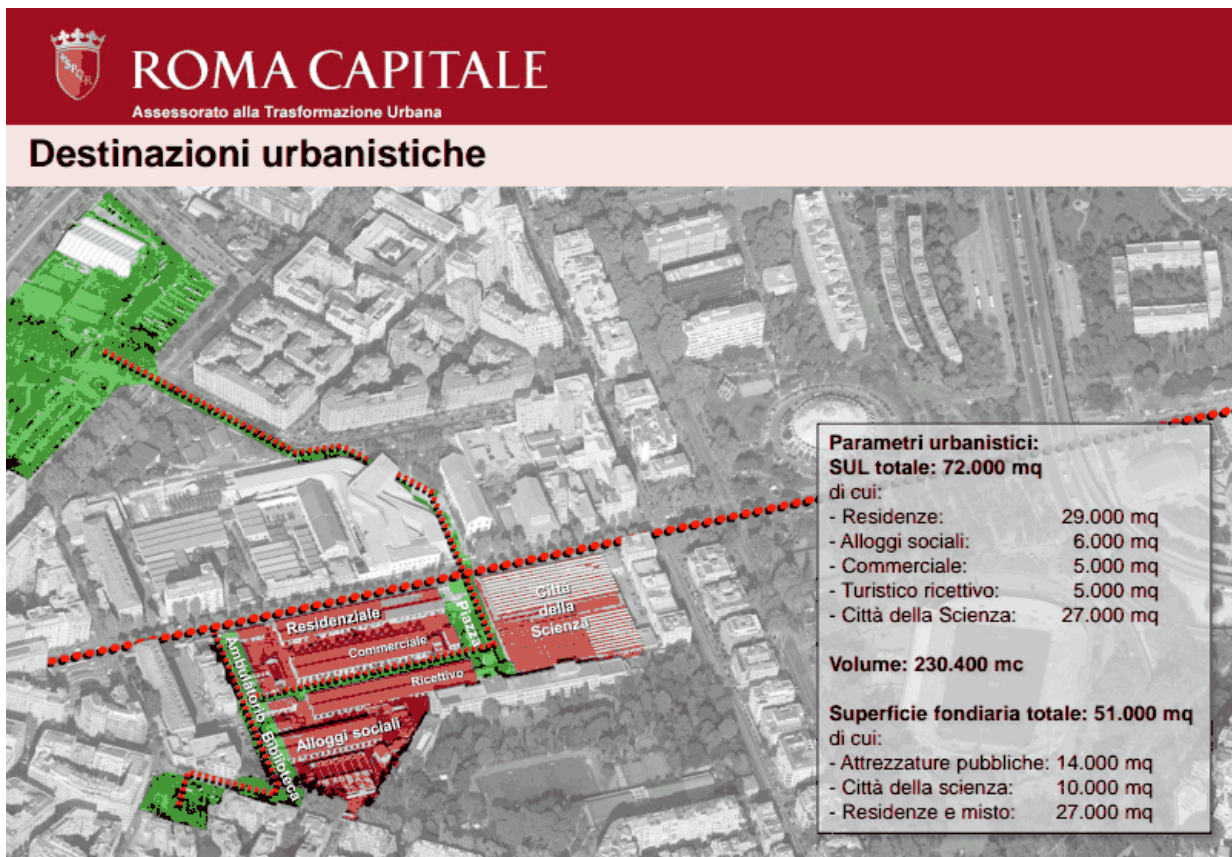 SPQR
ROMA CAPITALE
Assessorato alla Trasformazione Urbana
Destinazioni urbanistiche
Parametri urbanistici:
SUL totale: 72.000 mq
di cui:
- Residenze: 29.000 mq
- Alloggi sociali: 6.000 mq
- Commerciale: 5.000 mq
- Turistico ricettivo: 5.000 mq
- Città della Scienza: 27.000 mq
Volume: 230.400 mc
Superficie fondiaria totale: 51.000 mq
di cui:
- Attrezzature pubbliche: 14.000 mq
- Città della scienza: 10.000 mq
- Residenze e misto: 27.000 mq
Città
della
Scienza
Piazza
Residenziale
Commerciale
Ricettivo
Alloggi sociali
Ambulatorio
Biblioteca